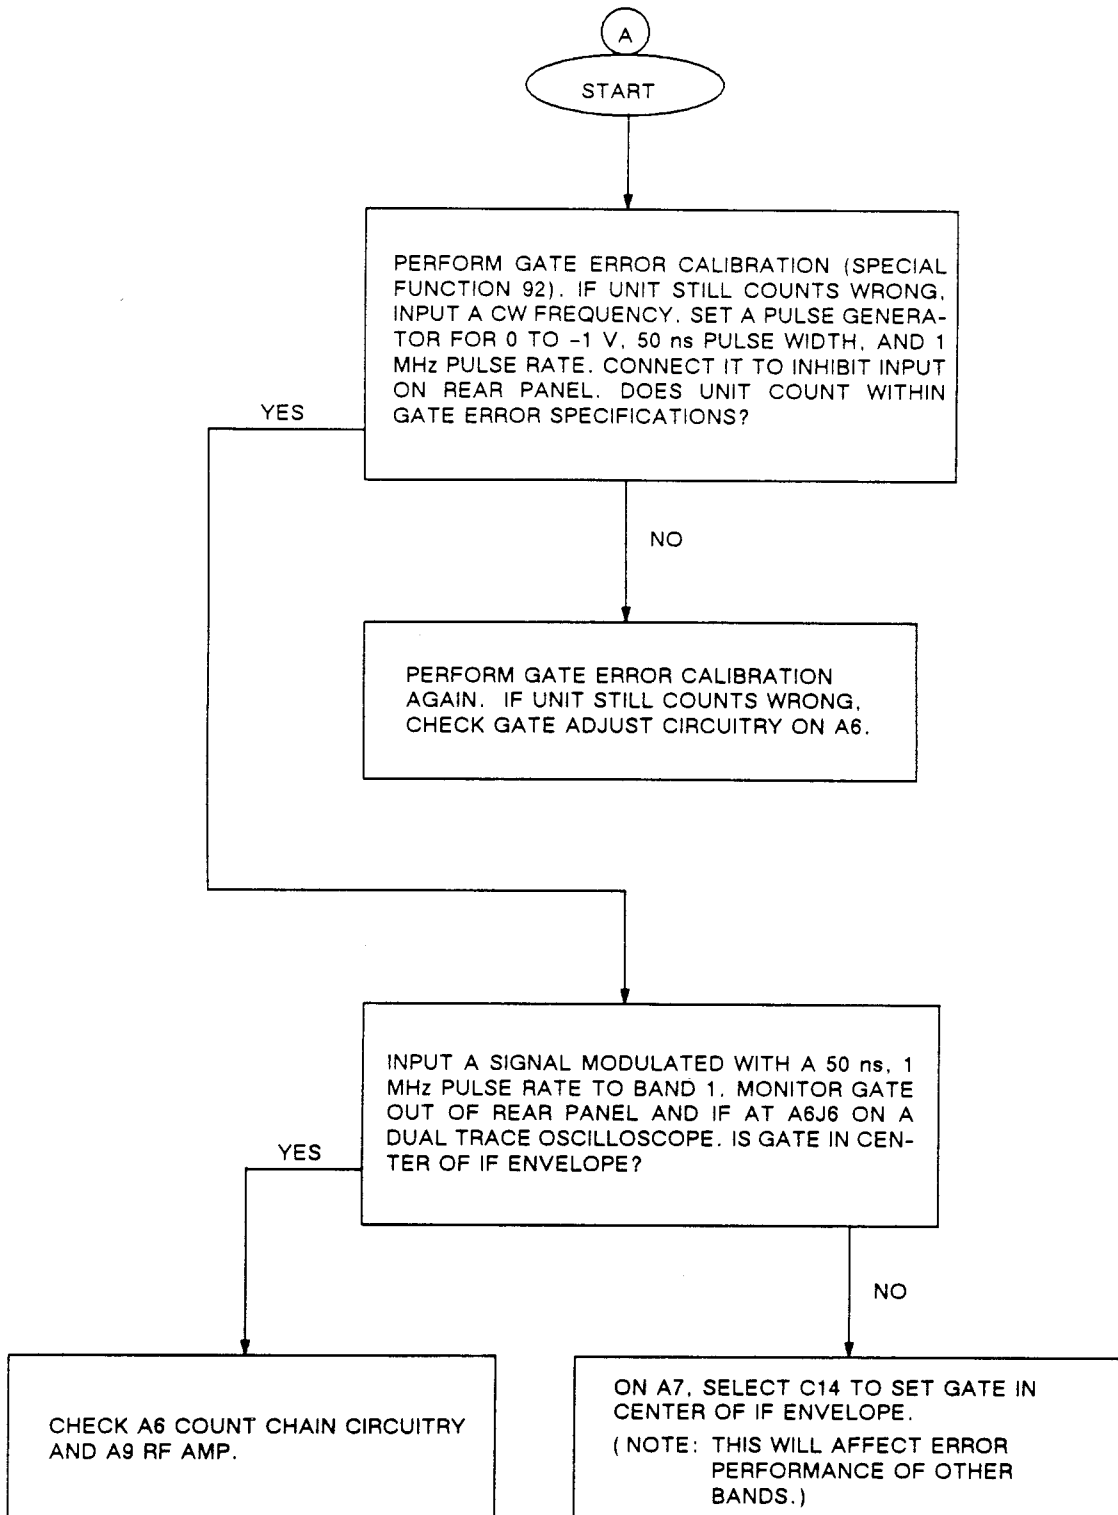 A
START
PERFORM GATE ERROR CALIBRATION (SPECIAL
FUNCTION 92). IF UNIT STILL COUNTS WRONG,
INPUT A CW FREQUENCY. SET A PULSE GENERA-
TOR FOR 0 TO -1 V, 50 ns PULSE WIDTH, AND 1
MHz PULSE RATE. CONNECT IT TO INHIBIT INPUT
ON REAR PANEL. DOES UNIT COUNT WITHIN
GATE ERROR SPECIFICATIONS?
YES
NO
PERFORM GATE ERROR CALIBRATION
AGAIN. IF UNIT STILL COUNTS WRONG,
CHECK GATE ADJUST CIRCUITRY ON A6.
INPUT A SIGNAL MODULATED WITH A 50 ns, 1
MHz PULSE RATE TO BAND 1. MONITOR GATE
OUT OF REAR PANEL AND IF AT A6J6 ON A
DUAL TRACE OSCILLOSCOPE. IS GATE IN CEN-
TER OF IF ENVELOPE?
YES
NO
CHECK A6 COUNT CHAIN CIRCUITRY
AND A9 RF AMP.
ON A7, SELECT C14 TO SET GATE IN
CENTER OF IF ENVELOPE.
(NOTE: THIS WILL AFFECT ERROR
PERFORMANCE OF OTHER
BANDS.)